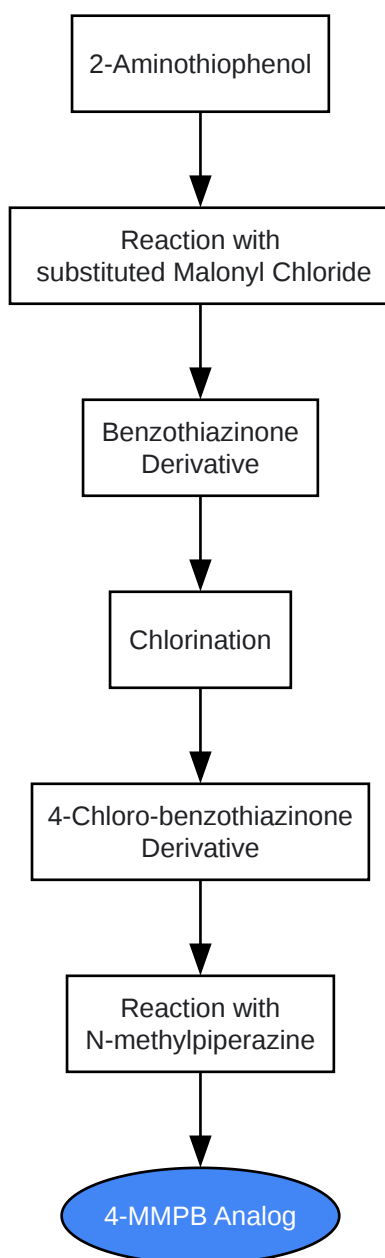 2-Aminothiophenol
Reaction with
substituted Malonyl Chloride
Benzothiazinone
Derivative
Chlorination
4-Chloro-benzothiazinone
Derivative
Reaction with
N-methylpiperazine
4-MMPB Analog